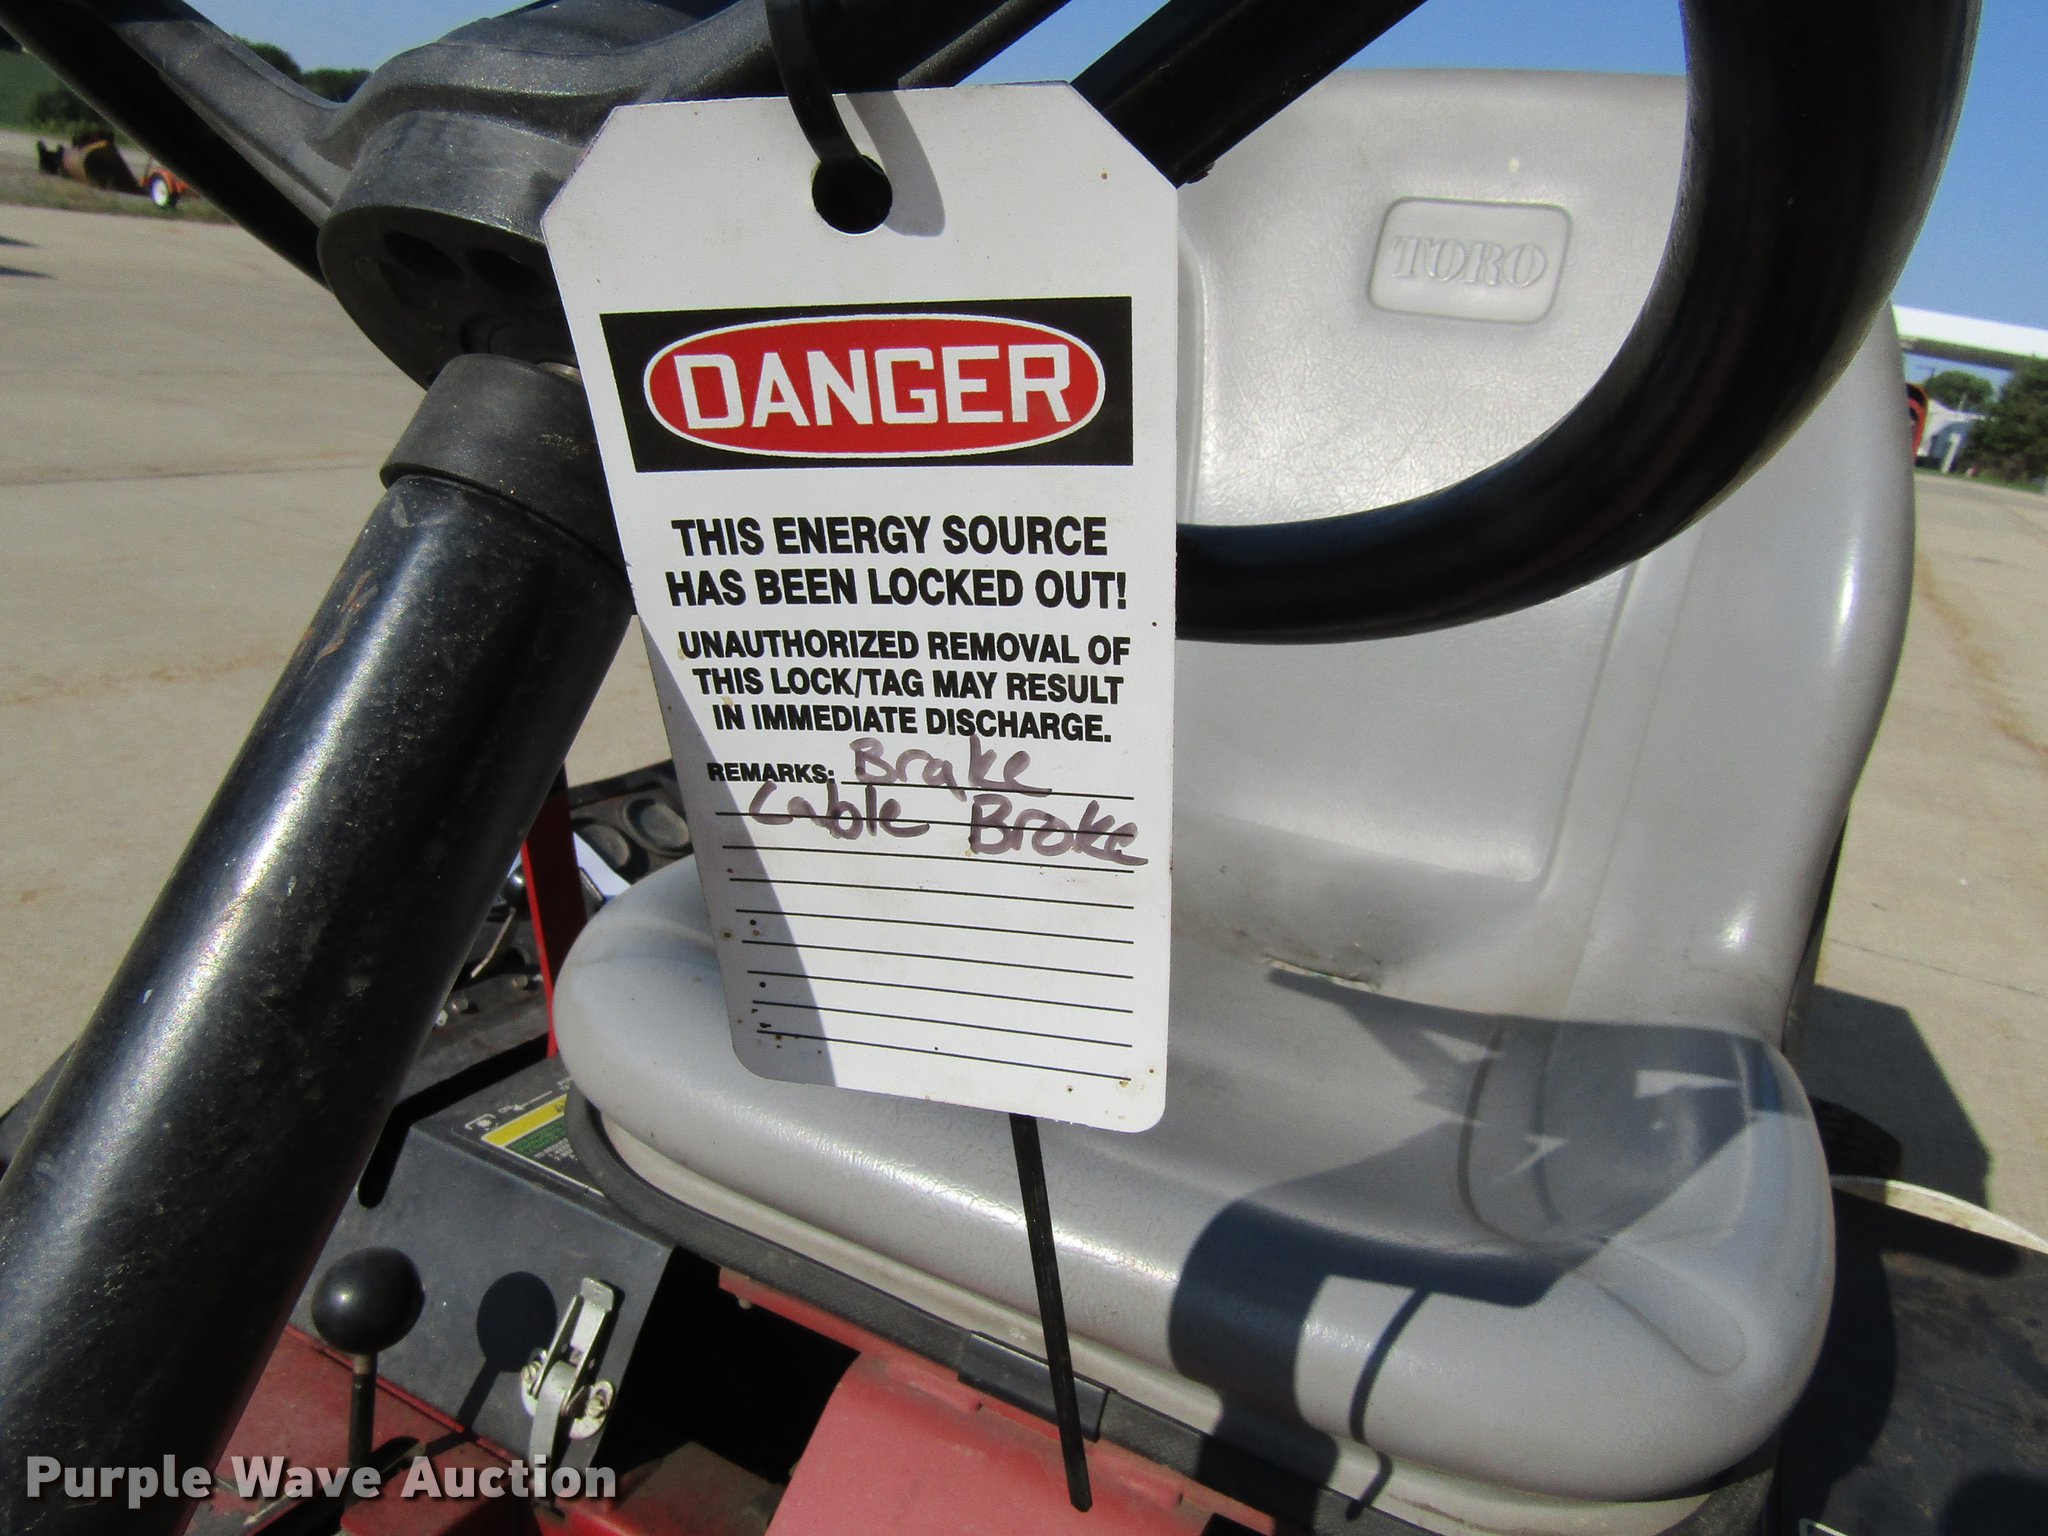 TORO
DANGER
THIS ENERGY SOURCE
HAS BEEN LOCKED OUT!
UNAUTHORIZED REMOVAL OF
THIS LOCK/TAG MAY RESULT
IN IMMEDIATE DISCHARGE.
REMARKS: Brake
Cable Broke
Purple Wave Auction